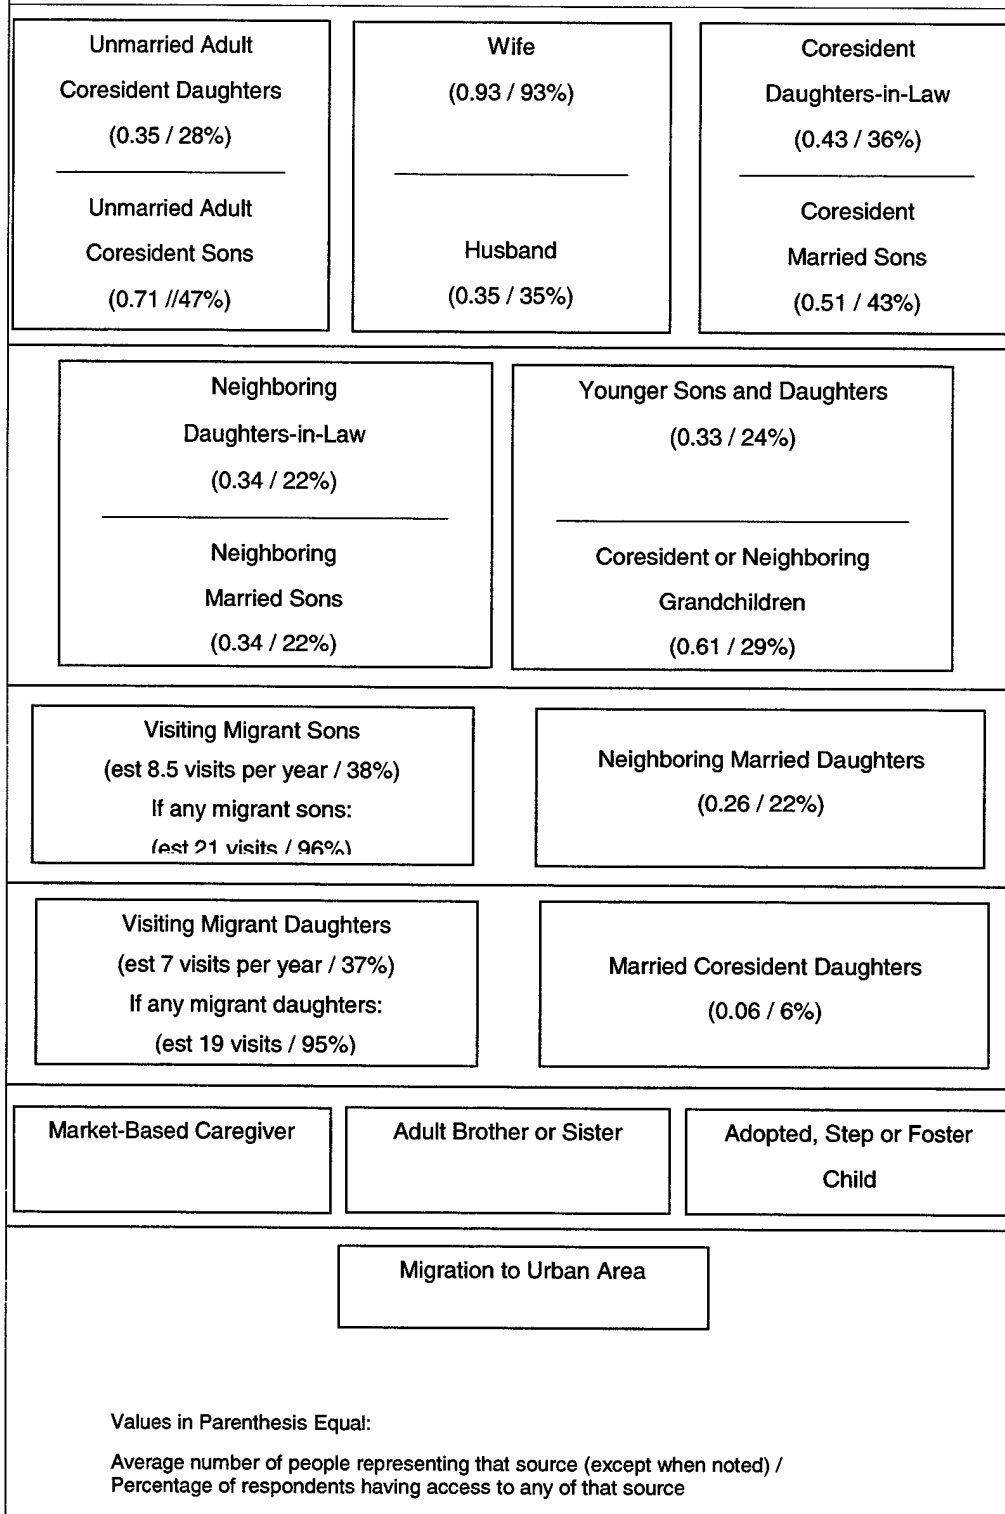 Unmarried Adult
Coresident Daughters
(0.35 / 28%)
Unmarried Adult
Coresident Sons
(0.71 //47%)
Wife
(0.93 / 93%)
Husband
(0.35 / 35%)
Coresident
Daughters-in-Law
(0.43 / 36%)
Coresident
Married Sons
(0.51 / 43%)
Neighboring
Daughters-in-Law
(0.34 / 22%)
Neighboring
Married Sons
(0.34 / 22%)
Younger Sons and Daughters
(0.33 / 24%)
Coresident or Neighboring
Grandchildren
(0.61 / 29%)
Visiting Migrant Sons
(est 8.5 visits per year / 38%)
If any migrant sons:
(est 21 visits / 96%)
Neighboring Married Daughters
(0.26 / 22%)
Visiting Migrant Daughters
(est 7 visits per year / 37%)
If any migrant daughters:
(est 19 visits / 95%)
Married Coresident Daughters
(0.06 / 6%)
Market-Based Caregiver
Adult Brother or Sister
Adopted, Step or Foster
Child
Migration to Urban Area
Values in Parenthesis Equal:
Average number of people representing that source (except when noted) /
Percentage of respondents having access to any of that source